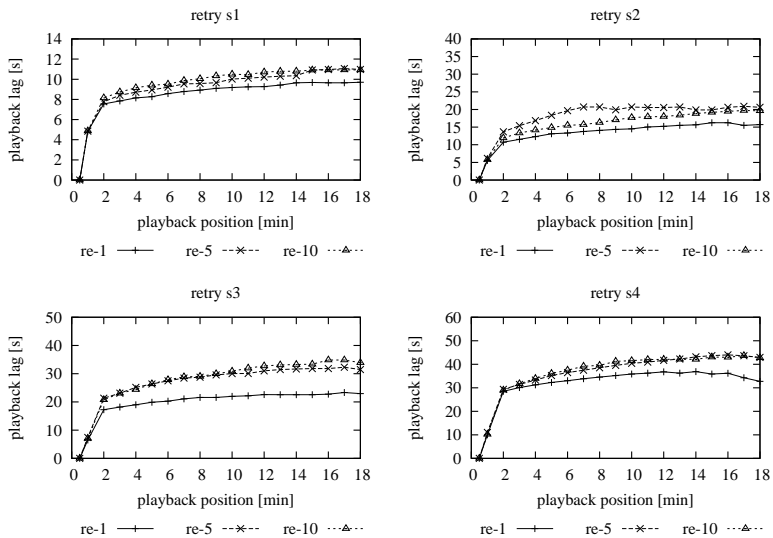 retry s1
14
12
10
8
6
4
2
0
playback lag [s]
0 2 4 6 8 10 12 14 16 18
playback position [min]
re-1 re-5 re-10
retry s2
40
35
30
25
20
15
10
5
0
playback lag [s]
0 2 4 6 8 10 12 14 16 18
playback position [min]
re-1 re-5 re-10
retry s3
50
40
30
20
10
0
playback lag [s]
0 2 4 6 8 10 12 14 16 18
playback position [min]
re-1 re-5 re-10
retry s4
60
50
40
30
20
10
0
playback lag [s]
0 2 4 6 8 10 12 14 16 18
playback position [min]
re-1 re-5 re-10